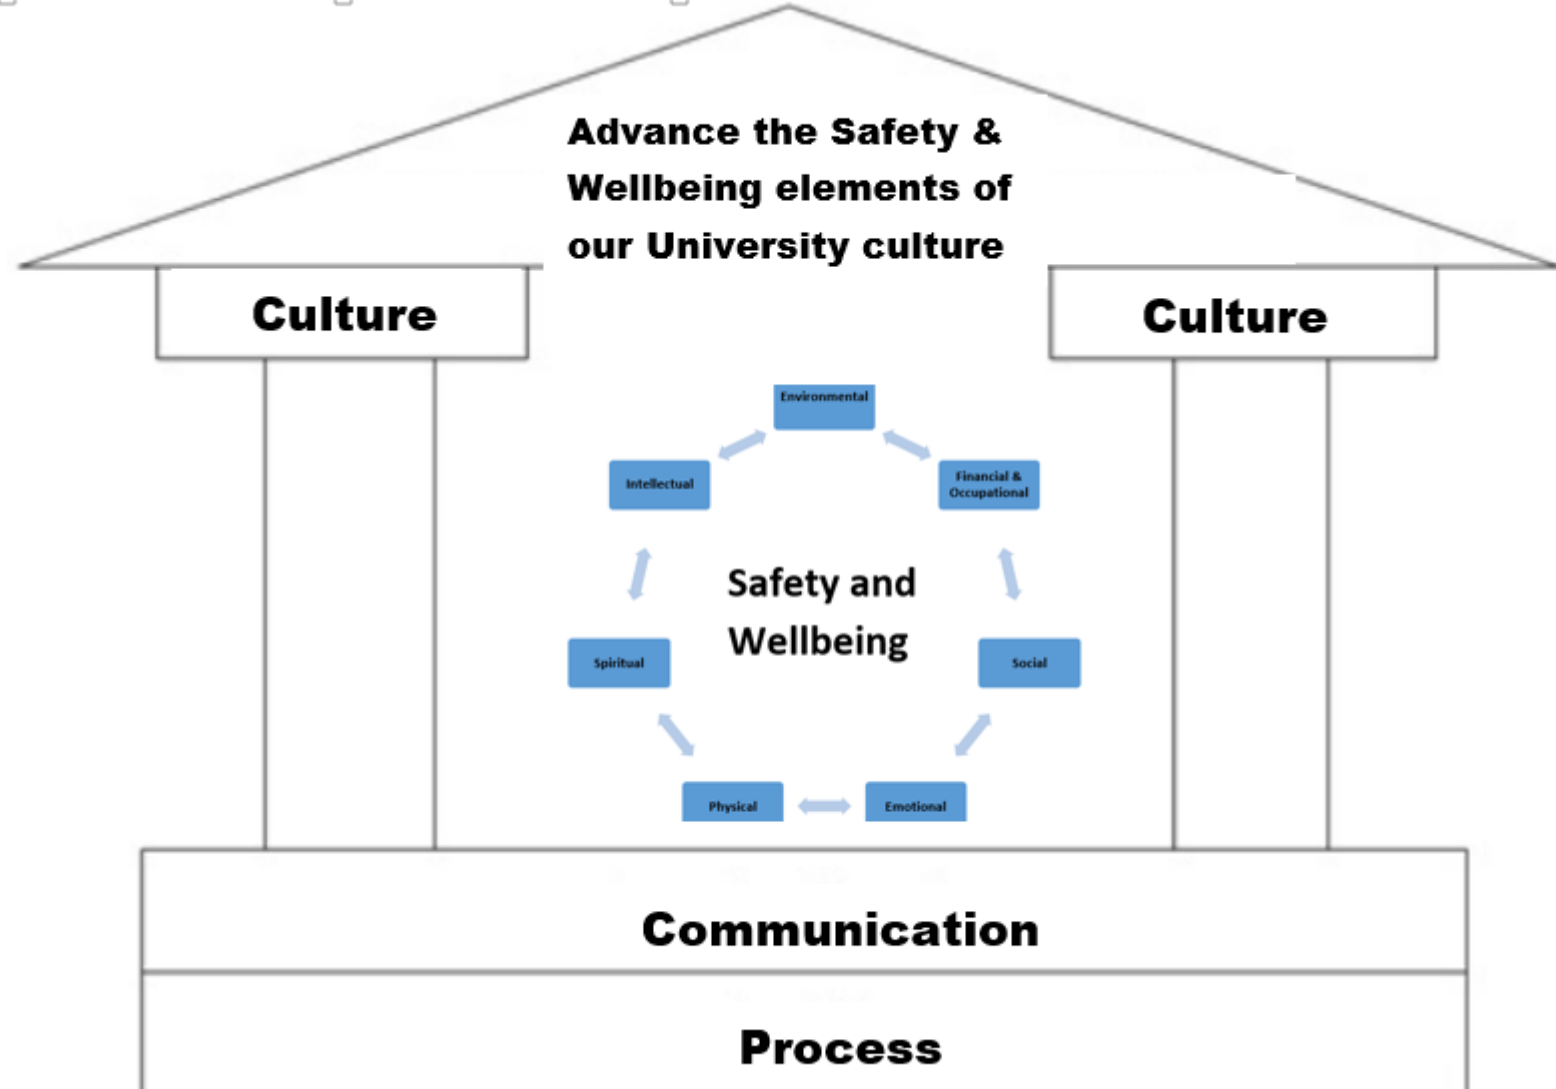 Advance the Safety &
Wellbeing elements of
our University culture
Culture
Culture
Environmental
Intellectual
Financial &
Occupational
Safety and
Wellbeing
Spiritual
Social
Physical
Emotional
Communication
Process